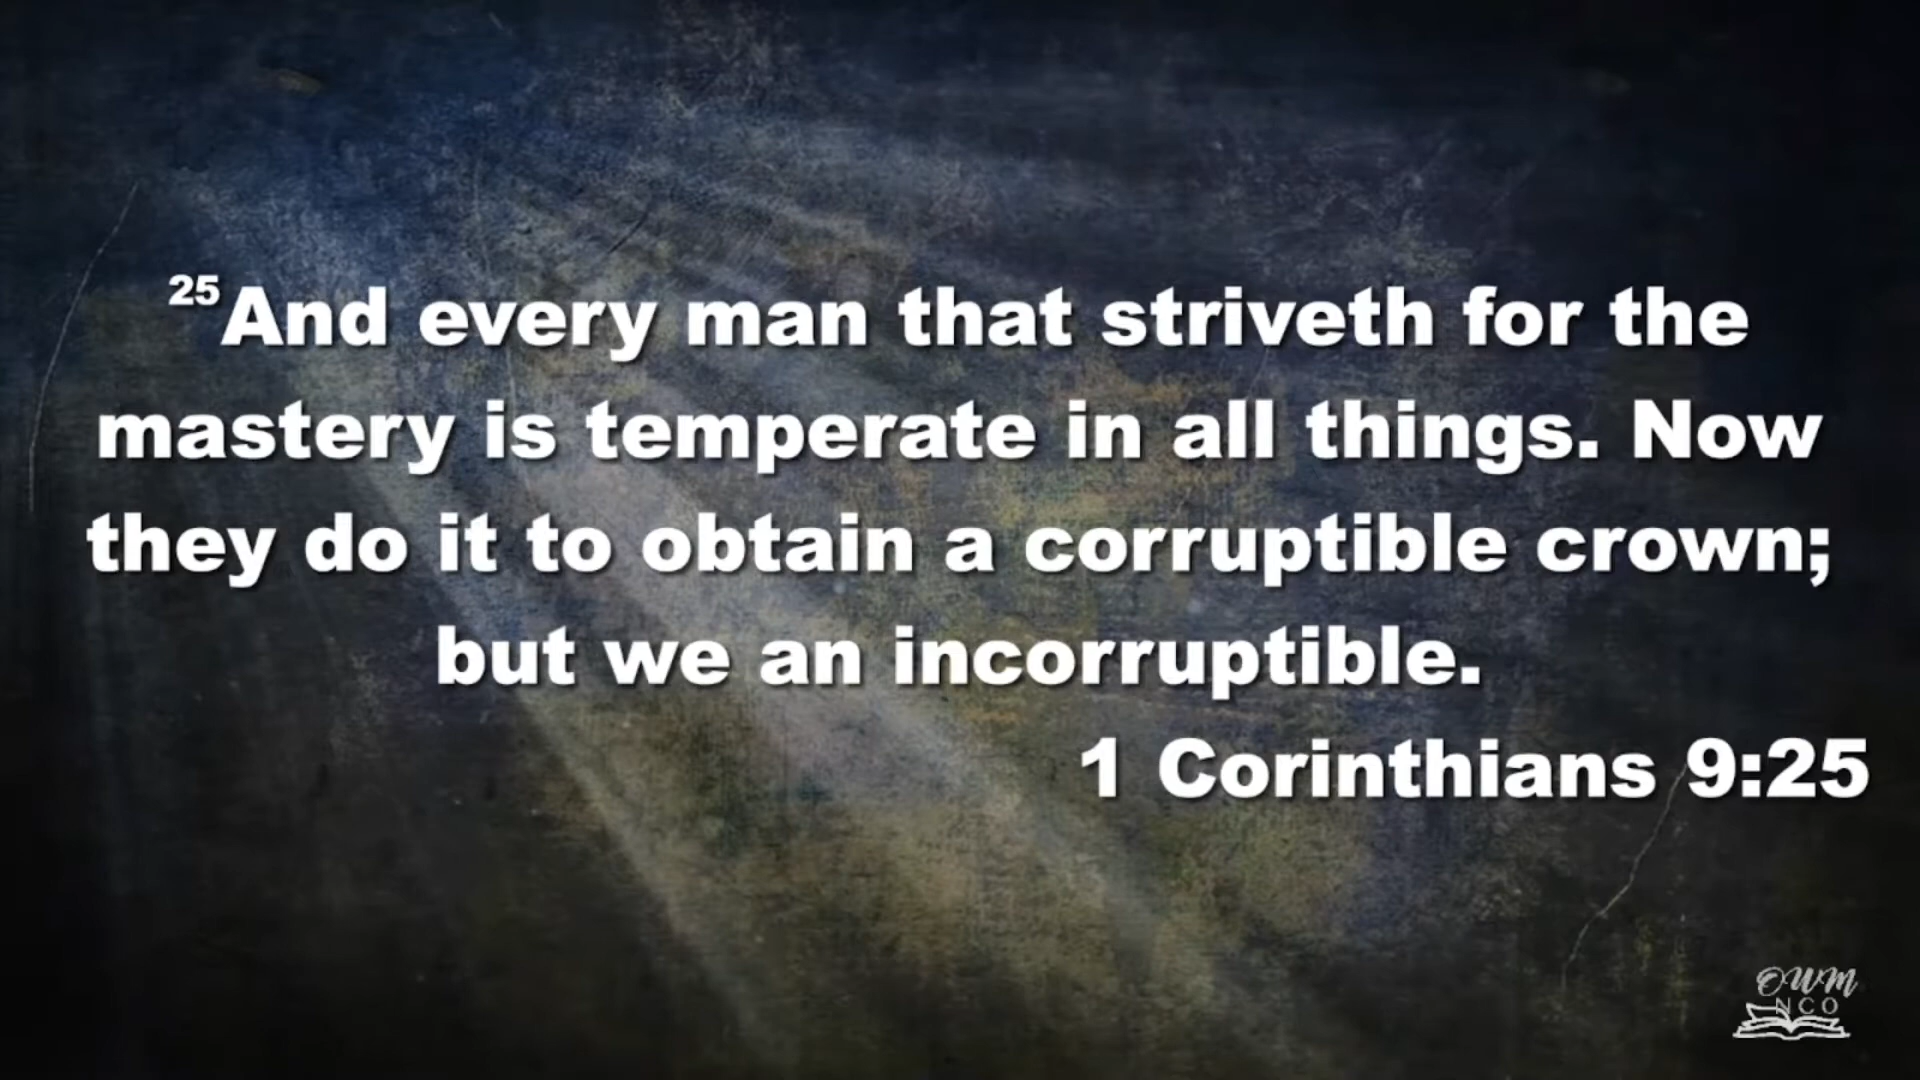 25And every man that striveth for the
mastery is temperate in all things. Now
they do it to obtain a corruptible crown;
but we an incorruptible.
1 Corinthians 9:25
OWM
NCO